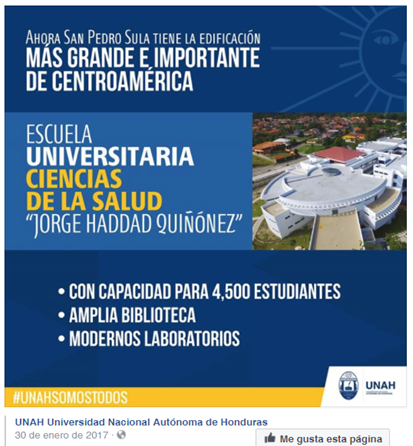 AHORA SAN PEDRO SULA TIENE LA EDIFICACIÓN
MÁS GRANDE E IMPORTANTE
DE CENTROAMÉRICA
ESCUELA
UNIVERSITARIA
CIENCIAS
DE LA SALUD
"JORGE HADDAD QUIÑÓNEZ"
• CON CAPACIDAD PARA 4,500 ESTUDIANTES
• AMPLIA BIBLIOTECA
• MODERNOS LABORATORIOS
#UNAHSOMOSTODOS
UNAH
UNAH Universidad Nacional Autónoma de Honduras
30 de enero de 2017 ·
Me gusta esta página